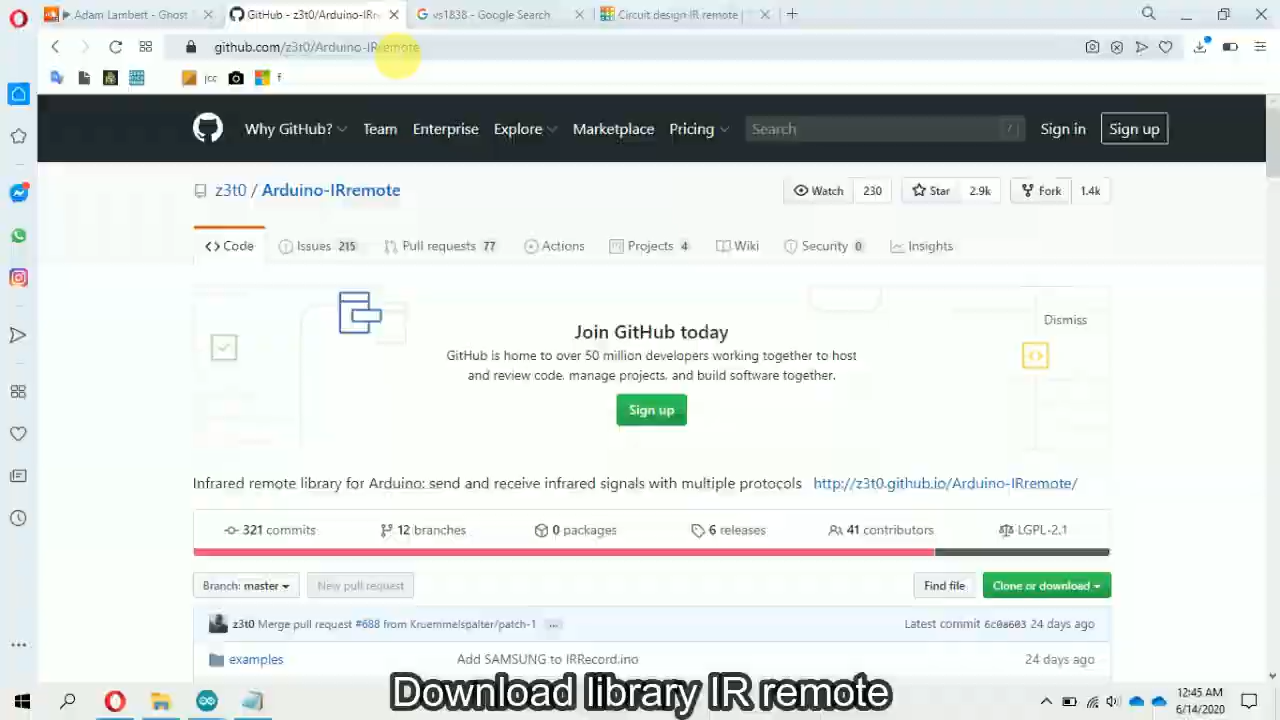 Adam Lambert - Ghost
GitHub - z3t0/Arduino-IRr
vs1838 - Google Search
Circuit design IR remote
github.com/z3t0/Arduino-IRremote
jcc
f
Why GitHub?
Team
Enterprise
Explore
Marketplace
Pricing
Search
/
Sign in
Sign up
z3t0 / Arduino-IRremote
Watch 230
Star 2.9k
Fork 1.4k
Code
Issues 215
Pull requests 77
Actions
Projects 4
Wiki
Security 0
Insights
Join GitHub today
Dismiss
GitHub is home to over 50 million developers working together to host
and review code, manage projects, and build software together.
Sign up
Infrared remote library for Arduino: send and receive infrared signals with multiple protocols http://z3t0.github.io/Arduino-IRremote/
321 commits
12 branches
0 packages
6 releases
41 contributors
LGPL-2.1
Branch: master
New pull request
Find file
Clone or download
z3t0 Merge pull request #688 from Kruemmelspalter/patch-1 ...
Latest commit 6c0a603 24 days ago
examples
Add SAMSUNG to IRRecord.ino
24 days ago
Download library IR remote
12:45 AM
6/14/2020